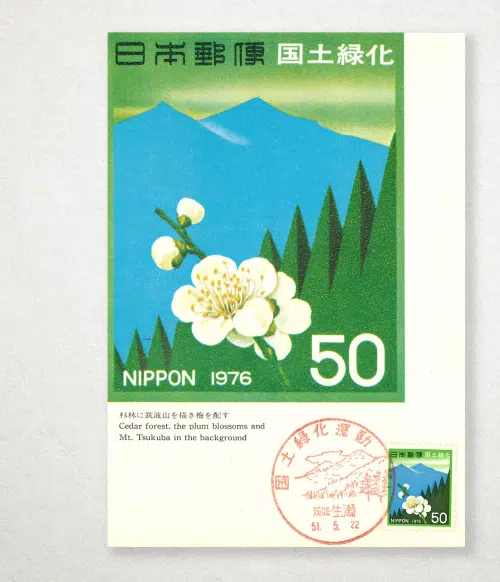 日本郵便 国土緑化
50
NIPPON 1976
杉林に筑波山を描き梅を配す
Cedar forest, the plum blossoms and
Mt. Tsukuba in the background
国土緑化運動
筑波
51. 5. 22
日本郵便 国土緑化
50
NIPPON 1976